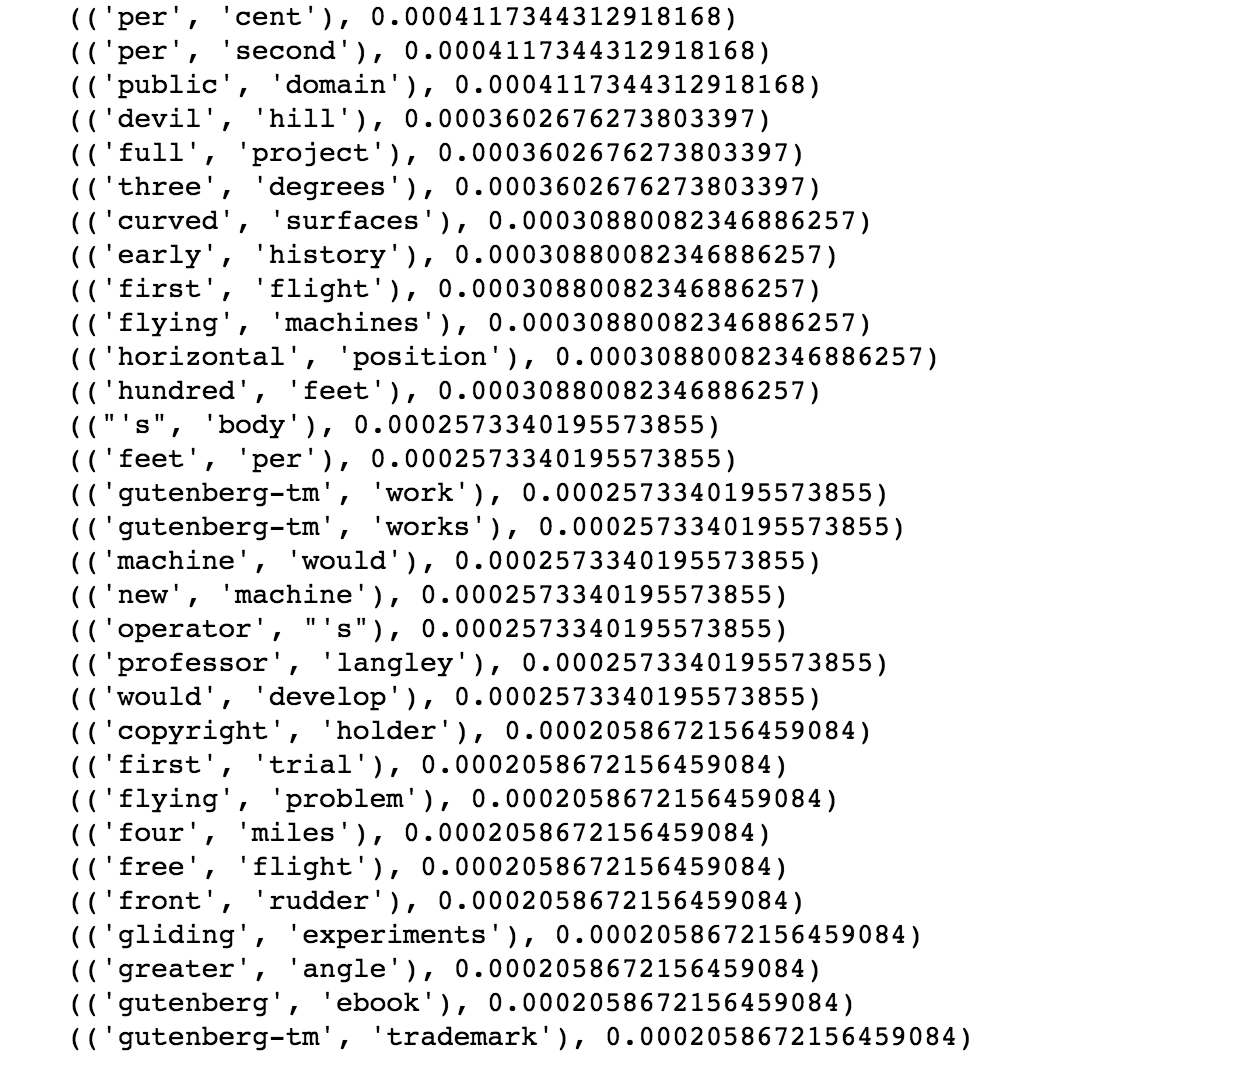 (('per', 'cent'), 0.0004117344312918168)
(('per', 'second'), 0.0004117344312918168)
(('public', 'domain'), 0.0004117344312918168)
(('devil', 'hill'), 0.0003602676273803397)
(('full', 'project'), 0.0003602676273803397)
(('three', 'degrees'), 0.0003602676273803397)
(('curved', 'surfaces'), 0.00030880082346886257)
(('early', 'history'), 0.00030880082346886257)
(('first', 'flight'), 0.00030880082346886257)
(('flying', 'machines'), 0.00030880082346886257)
(('horizontal', 'position'), 0.00030880082346886257)
(('hundred', 'feet'), 0.00030880082346886257)
(("'s", 'body'), 0.0002573340195573855)
(('feet', 'per'), 0.0002573340195573855)
(('gutenberg-tm', 'work'), 0.0002573340195573855)
(('gutenberg-tm', 'works'), 0.0002573340195573855)
(('machine', 'would'), 0.0002573340195573855)
(('new', 'machine'), 0.0002573340195573855)
(('operator', "'s"), 0.0002573340195573855)
(('professor', 'langley'), 0.0002573340195573855)
(('would', 'develop'), 0.0002573340195573855)
(('copyright', 'holder'), 0.0002058672156459084)
(('first', 'trial'), 0.0002058672156459084)
(('flying', 'problem'), 0.0002058672156459084)
(('four', 'miles'), 0.0002058672156459084)
(('free', 'flight'), 0.0002058672156459084)
(('front', 'rudder'), 0.0002058672156459084)
(('gliding', 'experiments'), 0.0002058672156459084)
(('greater', 'angle'), 0.0002058672156459084)
(('gutenberg', 'ebook'), 0.0002058672156459084)
(('gutenberg-tm', 'trademark'), 0.0002058672156459084)